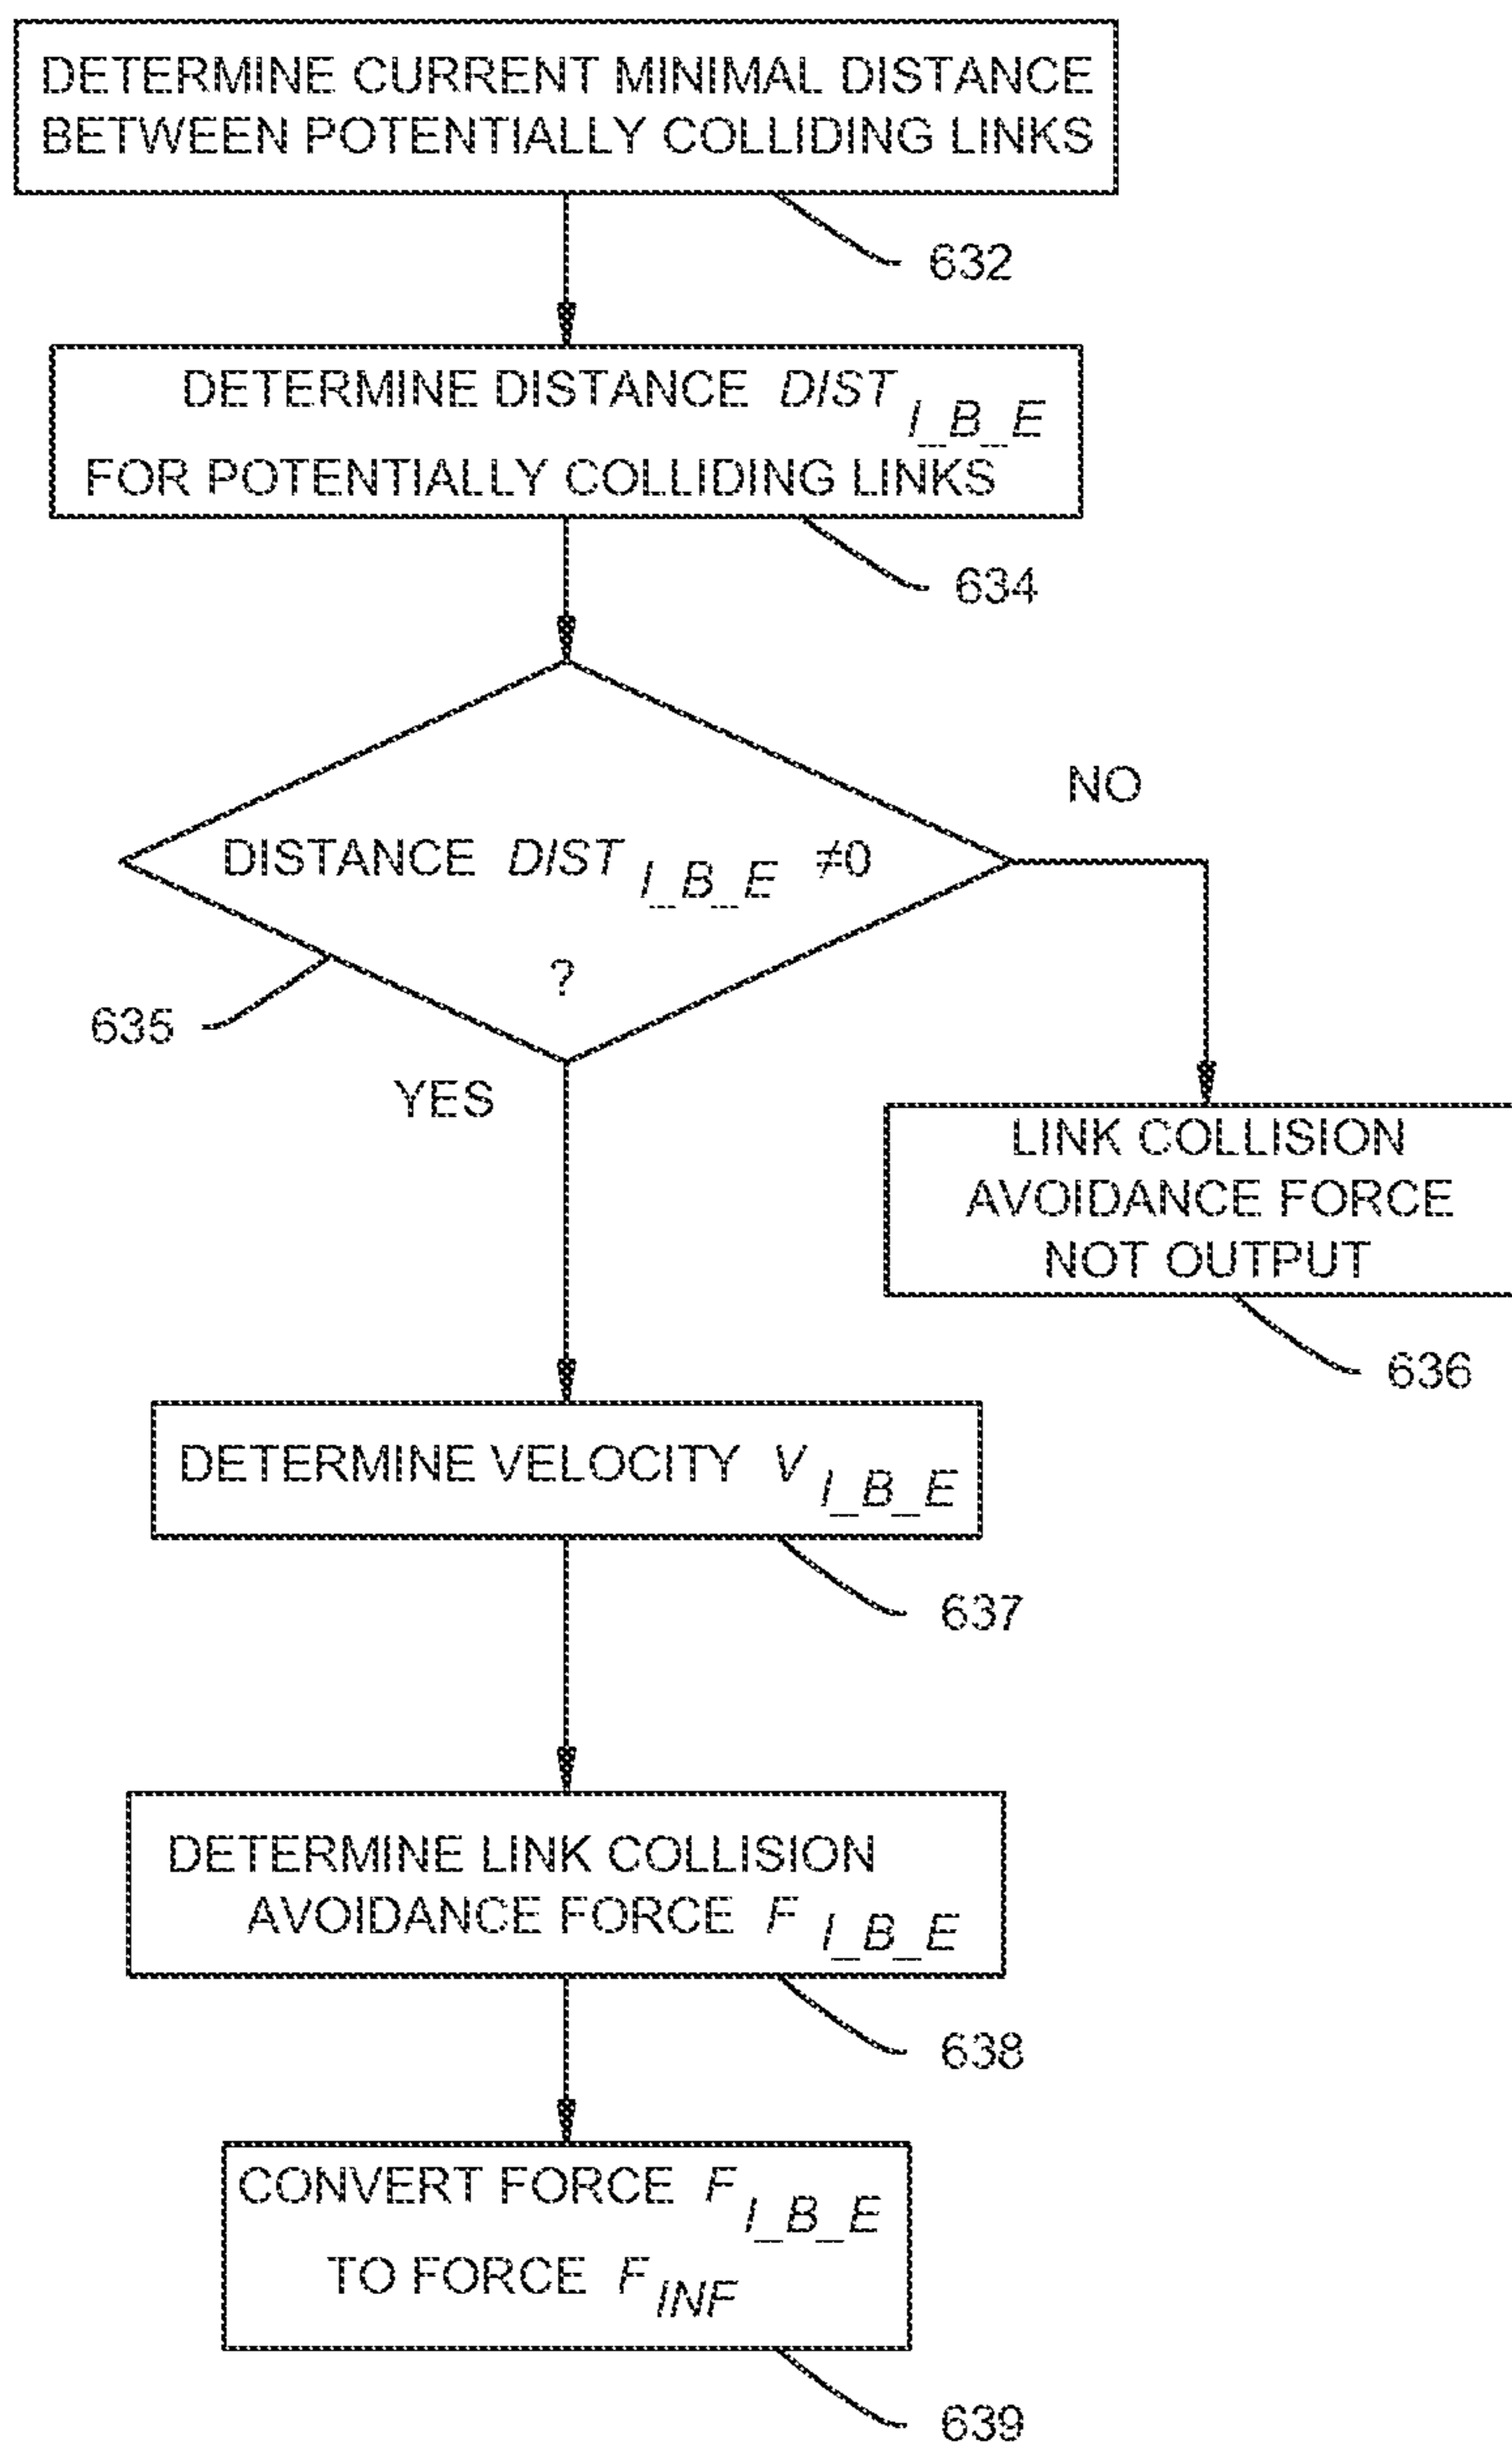 DETERMINE CURRENT MINIMAL DISTANCE
BETWEEN POTENTIALLY COLLIDING LINKS
632
DETERMINE DISTANCE DIST I_B_E
FOR POTENTIALLY COLLIDING LINKS
634
NO
DISTANCE DIST I_B_E ≠0
?
635
YES
LINK COLLISION
AVOIDANCE FORCE
NOT OUTPUT
636
DETERMINE VELOCITY V I_B_E
637
DETERMINE LINK COLLISION
AVOIDANCE FORCE F I_B_E
638
CONVERT FORCE F I_B_E
TO FORCE F INF
639